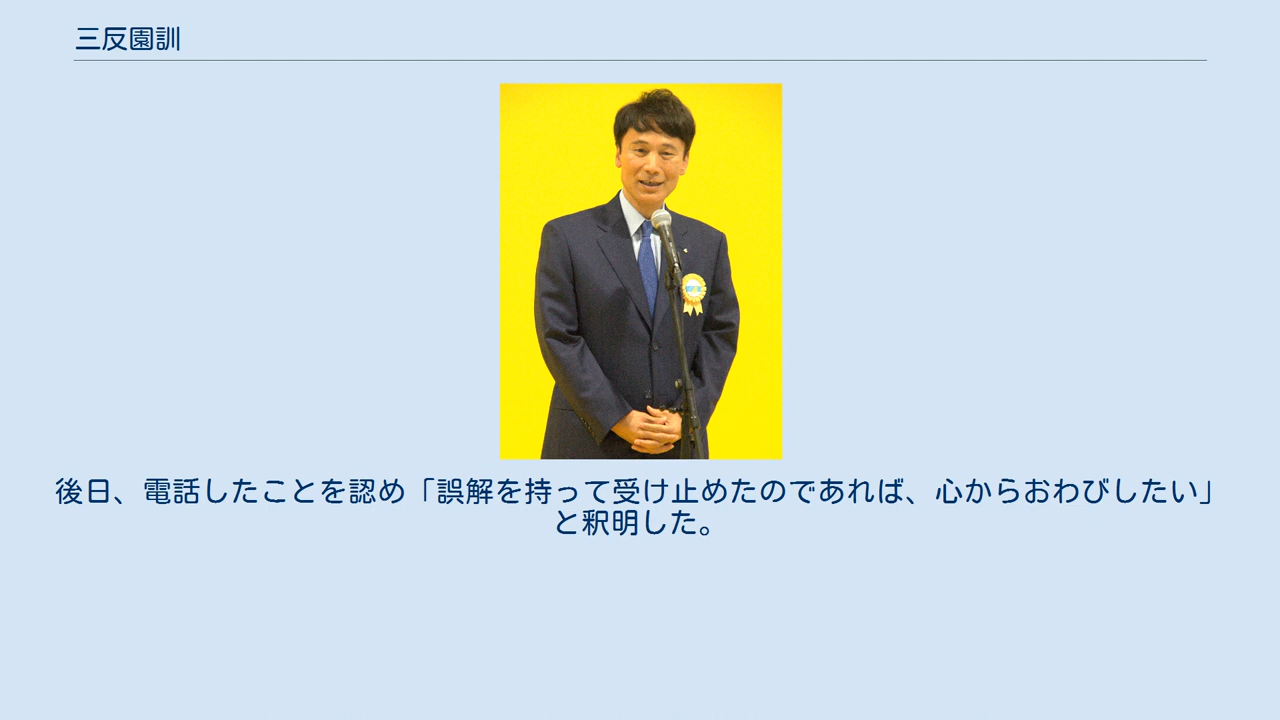 三反園訓
後日、電話したことを認め「誤解を持って受け止めたのであれば、心からおわびしたい」
と釈明した。